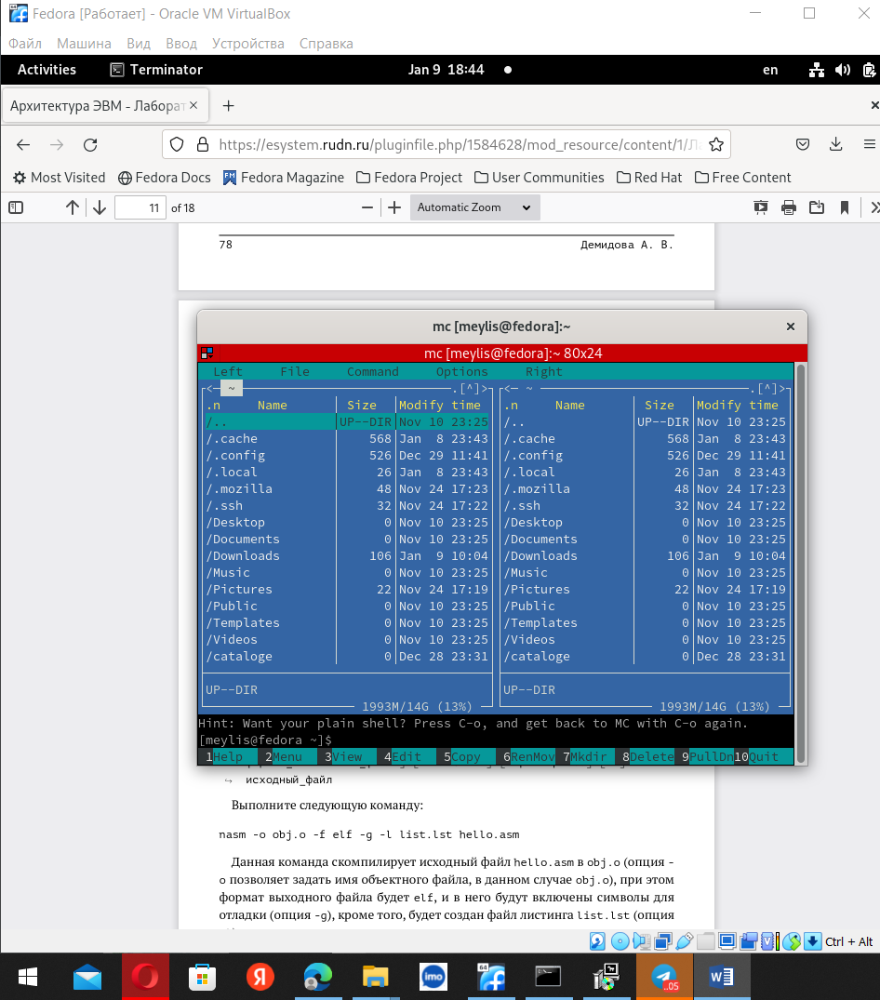 Fedora [Работает] - Oracle VM VirtualBox
Файл Машина Вид Ввод Устройства Справка
Activities Terminator Jan 9 18:44 en
Архитектура ЭВМ - Лаборат
https://esystem.rudn.ru/pluginfile.php/1584628/mod_resource/content/1/Л
Most Visited Fedora Docs Fedora Magazine Fedora Project User Communities Red Hat Free Content
11 of 18 Automatic Zoom
78 Демидова А. В.
mc [meylis@fedora]:~
mc [meylis@fedora]:~ 80x24
Left File Command Options Right
<- ~ .[^]> <- ~ .[^]>
.n Name Size Modify time .n Name Size Modify time
/.. UP--DIR Nov 10 23:25 /.. UP--DIR Nov 10 23:25
/.cache 568 Jan 8 23:43 /.cache 568 Jan 8 23:43
/.config 526 Dec 29 11:41 /.config 526 Dec 29 11:41
/.local 26 Jan 8 23:43 /.local 26 Jan 8 23:43
/.mozilla 48 Nov 24 17:23 /.mozilla 48 Nov 24 17:23
/.ssh 32 Nov 24 17:22 /.ssh 32 Nov 24 17:22
/Desktop 0 Nov 10 23:25 /Desktop 0 Nov 10 23:25
/Documents 0 Nov 10 23:25 /Documents 0 Nov 10 23:25
/Downloads 106 Jan 9 10:04 /Downloads 106 Jan 9 10:04
/Music 0 Nov 10 23:25 /Music 0 Nov 10 23:25
/Pictures 22 Nov 24 17:19 /Pictures 22 Nov 24 17:19
/Public 0 Nov 10 23:25 /Public 0 Nov 10 23:25
/Templates 0 Nov 10 23:25 /Templates 0 Nov 10 23:25
/Videos 0 Nov 10 23:25 /Videos 0 Nov 10 23:25
/cataloge 0 Dec 28 23:31 /cataloge 0 Dec 28 23:31
UP--DIR UP--DIR
1993M/14G (13%) 1993M/14G (13%)
Hint: Want your plain shell? Press C-o, and get back to MC with C-o again.
[meylis@fedora ~]$
1Help 2Menu 3View 4Edit 5Copy 6RenMov 7Mkdir 8Delete 9PullDn 10Quit
исходный_файл
Выполните следующую команду:
nasm -o obj.o -f elf -g -l list.lst hello.asm
Данная команда скомпилирует исходный файл hello.asm в obj.o (опция -
o позволяет задать имя объектного файла, в данном случае obj.o), при этом
формат выходного файла будет elf, и в него будут включены символы для
отладки (опция -g), кроме того, будет создан файл листинга list.lst (опция
Ctrl + Alt
Я imo 64 64 ..05 W